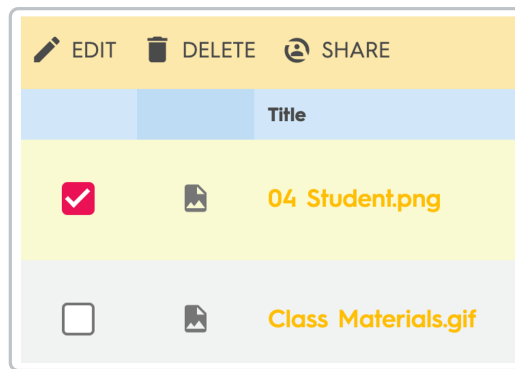 EDIT DELETE SHARE
Title
04 Student.png
Class Materials.gif